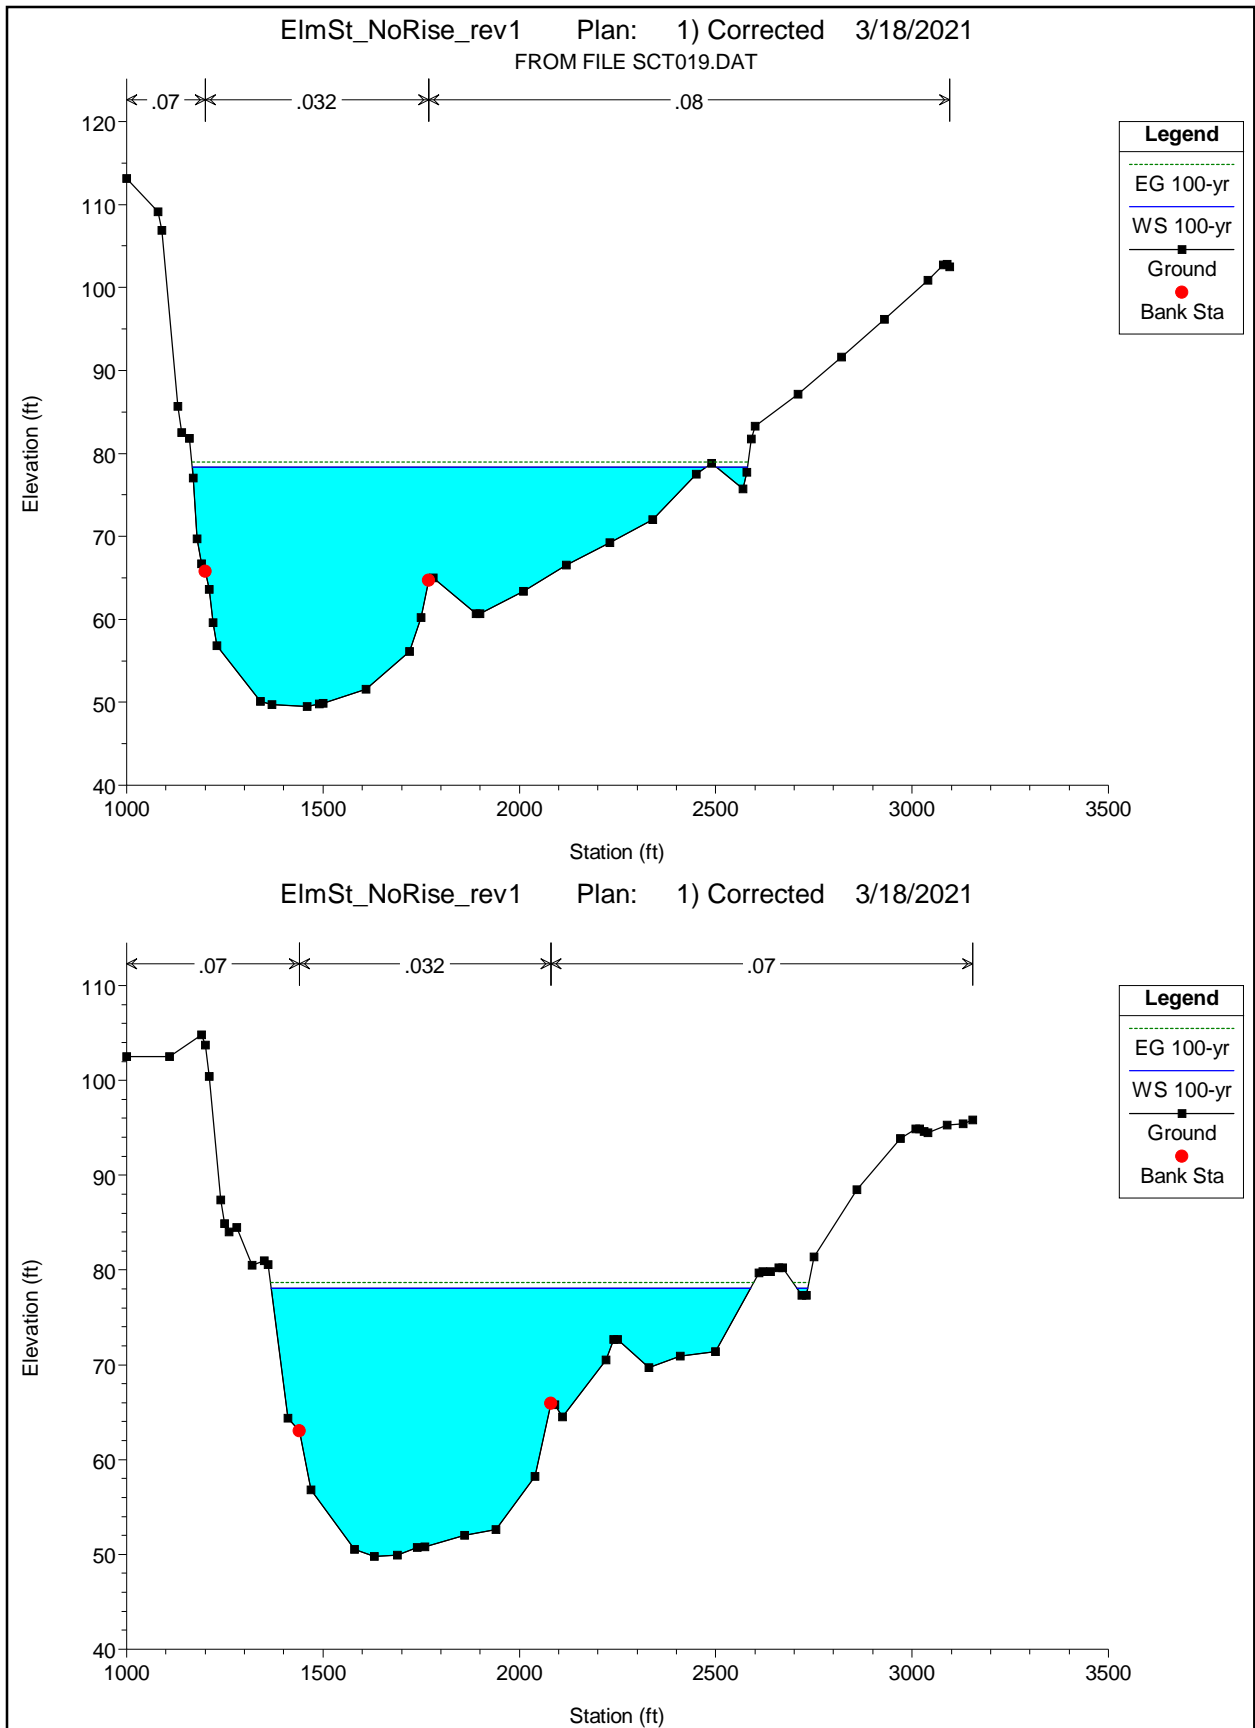 ElmSt_NoRise_rev1 Plan: 1) Corrected 3/18/2021
FROM FILE SCT019.DAT
.07 .032 .08
Legend
EG 100-yr
WS 100-yr
Ground
Bank Sta
120
110
100
90
80
70
60
50
40
Elevation (ft)
1000 1500 2000 2500 3000 3500
Station (ft)
ElmSt_NoRise_rev1 Plan: 1) Corrected 3/18/2021
.07 .032 .07
Legend
EG 100-yr
WS 100-yr
Ground
Bank Sta
110
100
90
80
70
60
50
40
Elevation (ft)
1000 1500 2000 2500 3000 3500
Station (ft)